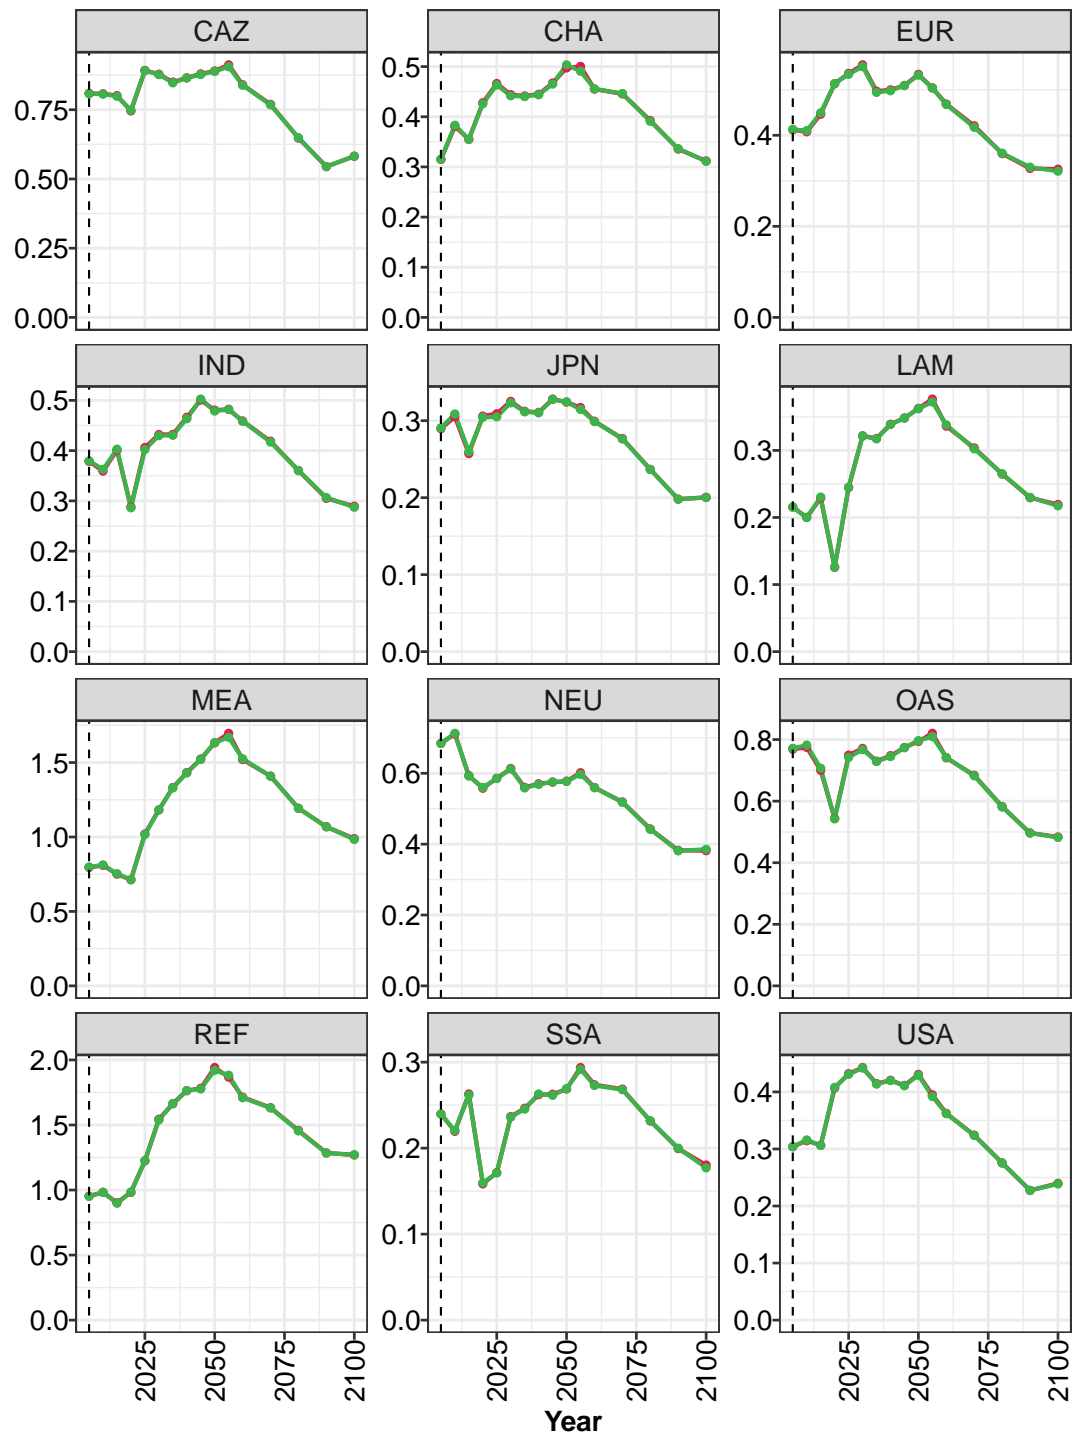 CAZ CHA EUR
0.75 0.50 0.25 0.00
0.5 0.4 0.3 0.2 0.1 0.0
0.4 0.2 0.0
IND JPN LAM
0.5 0.4 0.3 0.2 0.1 0.0
0.3 0.2 0.1 0.0
0.3 0.2 0.1 0.0
MEA NEU OAS
1.5 1.0 0.5 0.0
0.6 0.4 0.2 0.0
0.8 0.6 0.4 0.2 0.0
REF SSA USA
2.0 1.5 1.0 0.5 0.0
0.3 0.2 0.1 0.0
0.4 0.3 0.2 0.1 0.0
2025 2050 2075 2100
2025 2050 2075 2100
2025 2050 2075 2100
Year